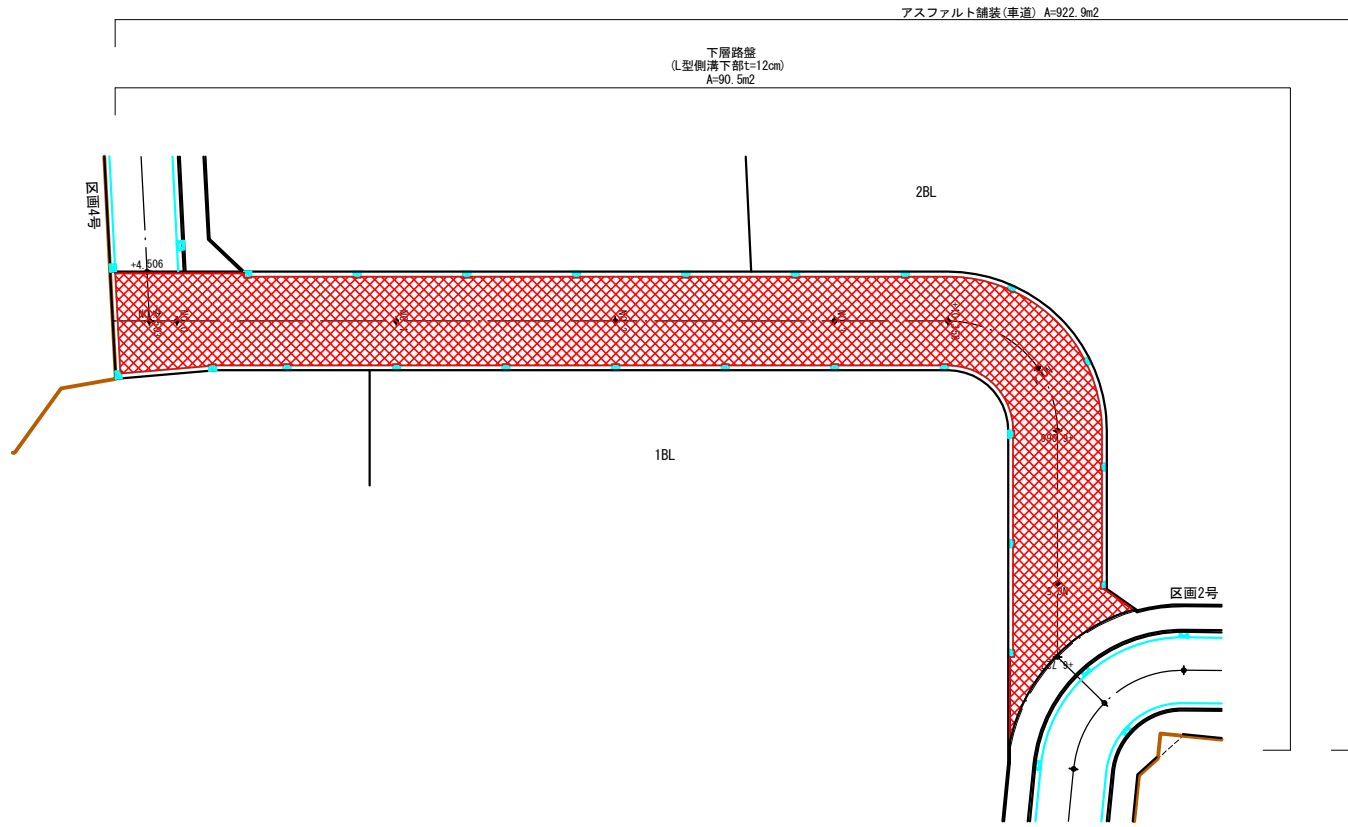 アスファルト舗装(車道) A=922.9m2
下層路盤
(L型側溝下部t=12cm)
A=90.5m2
区画4号
2BL
+4.506
1BL
区画2号